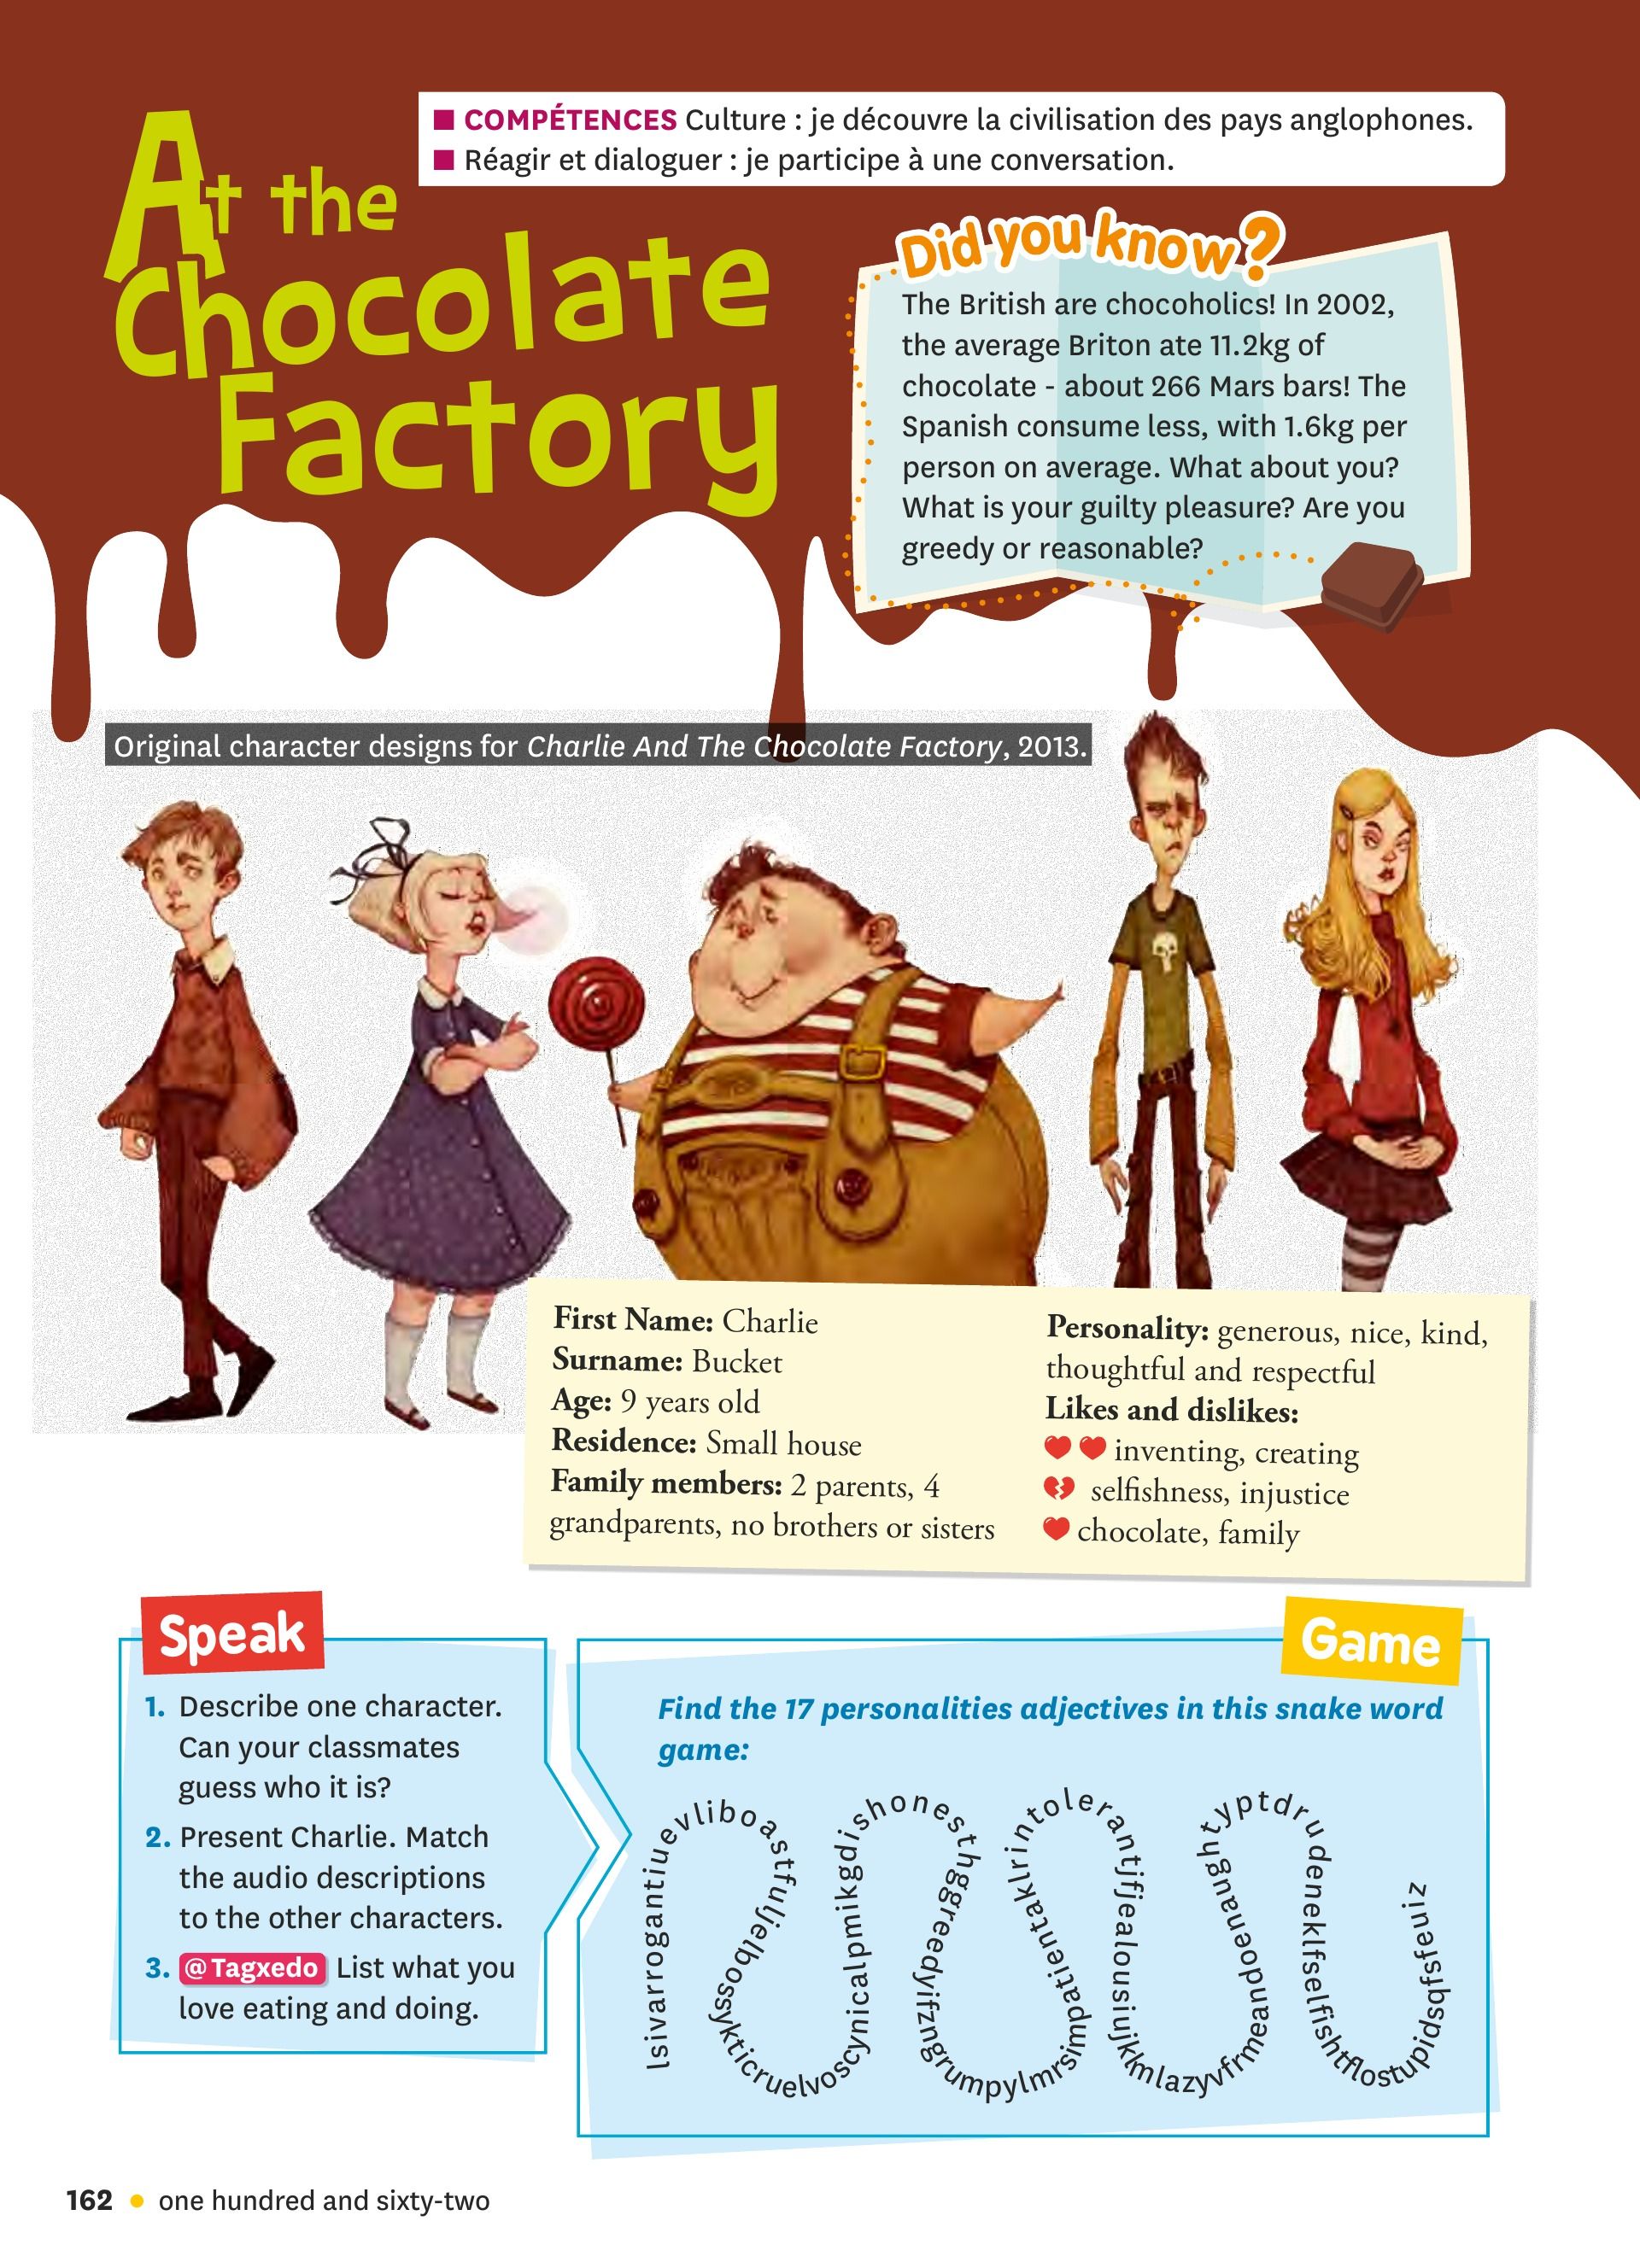 At the
Chocolate
Factory
COMPÉTENCES Culture : je découvre la civilisation des pays anglophones.
Réagir et dialoguer : je participe à une conversation.
Did you know?
The British are chocoholics! In 2002,
the average Briton ate 11.2kg of
chocolate - about 266 Mars bars! The
Spanish consume less, with 1.6kg per
person on average. What about you?
What is your guilty pleasure? Are you
greedy or reasonable?
Original character designs for Charlie And The Chocolate Factory, 2013.
First Name: Charlie
Surname: Bucket
Age: 9 years old
Residence: Small house
Family members: 2 parents, 4
grandparents, no brothers or sisters
Personality: generous, nice, kind,
thoughtful and respectful
Likes and dislikes:
inventing, creating
selfishness, injustice
chocolate, family
Speak
1. Describe one character.
Can your classmates
guess who it is?
2. Present Charlie. Match
the audio descriptions
to the other characters.
3. @Tagxedo List what you
love eating and doing.
Game
Find the 17 personalities adjectives in this snake word
game:
lsivarrogantiuevliboastfuljielbossykticruelvoscynicalpmikgdishonesthggreedyifzngrumpylmrsimpatientaklrintolerantjfjealousiujklmlazyvfrmeandoenaughtyptdrudeneklfselfishtflostupidsfbsfeuiz
162 • one hundred and sixty-two